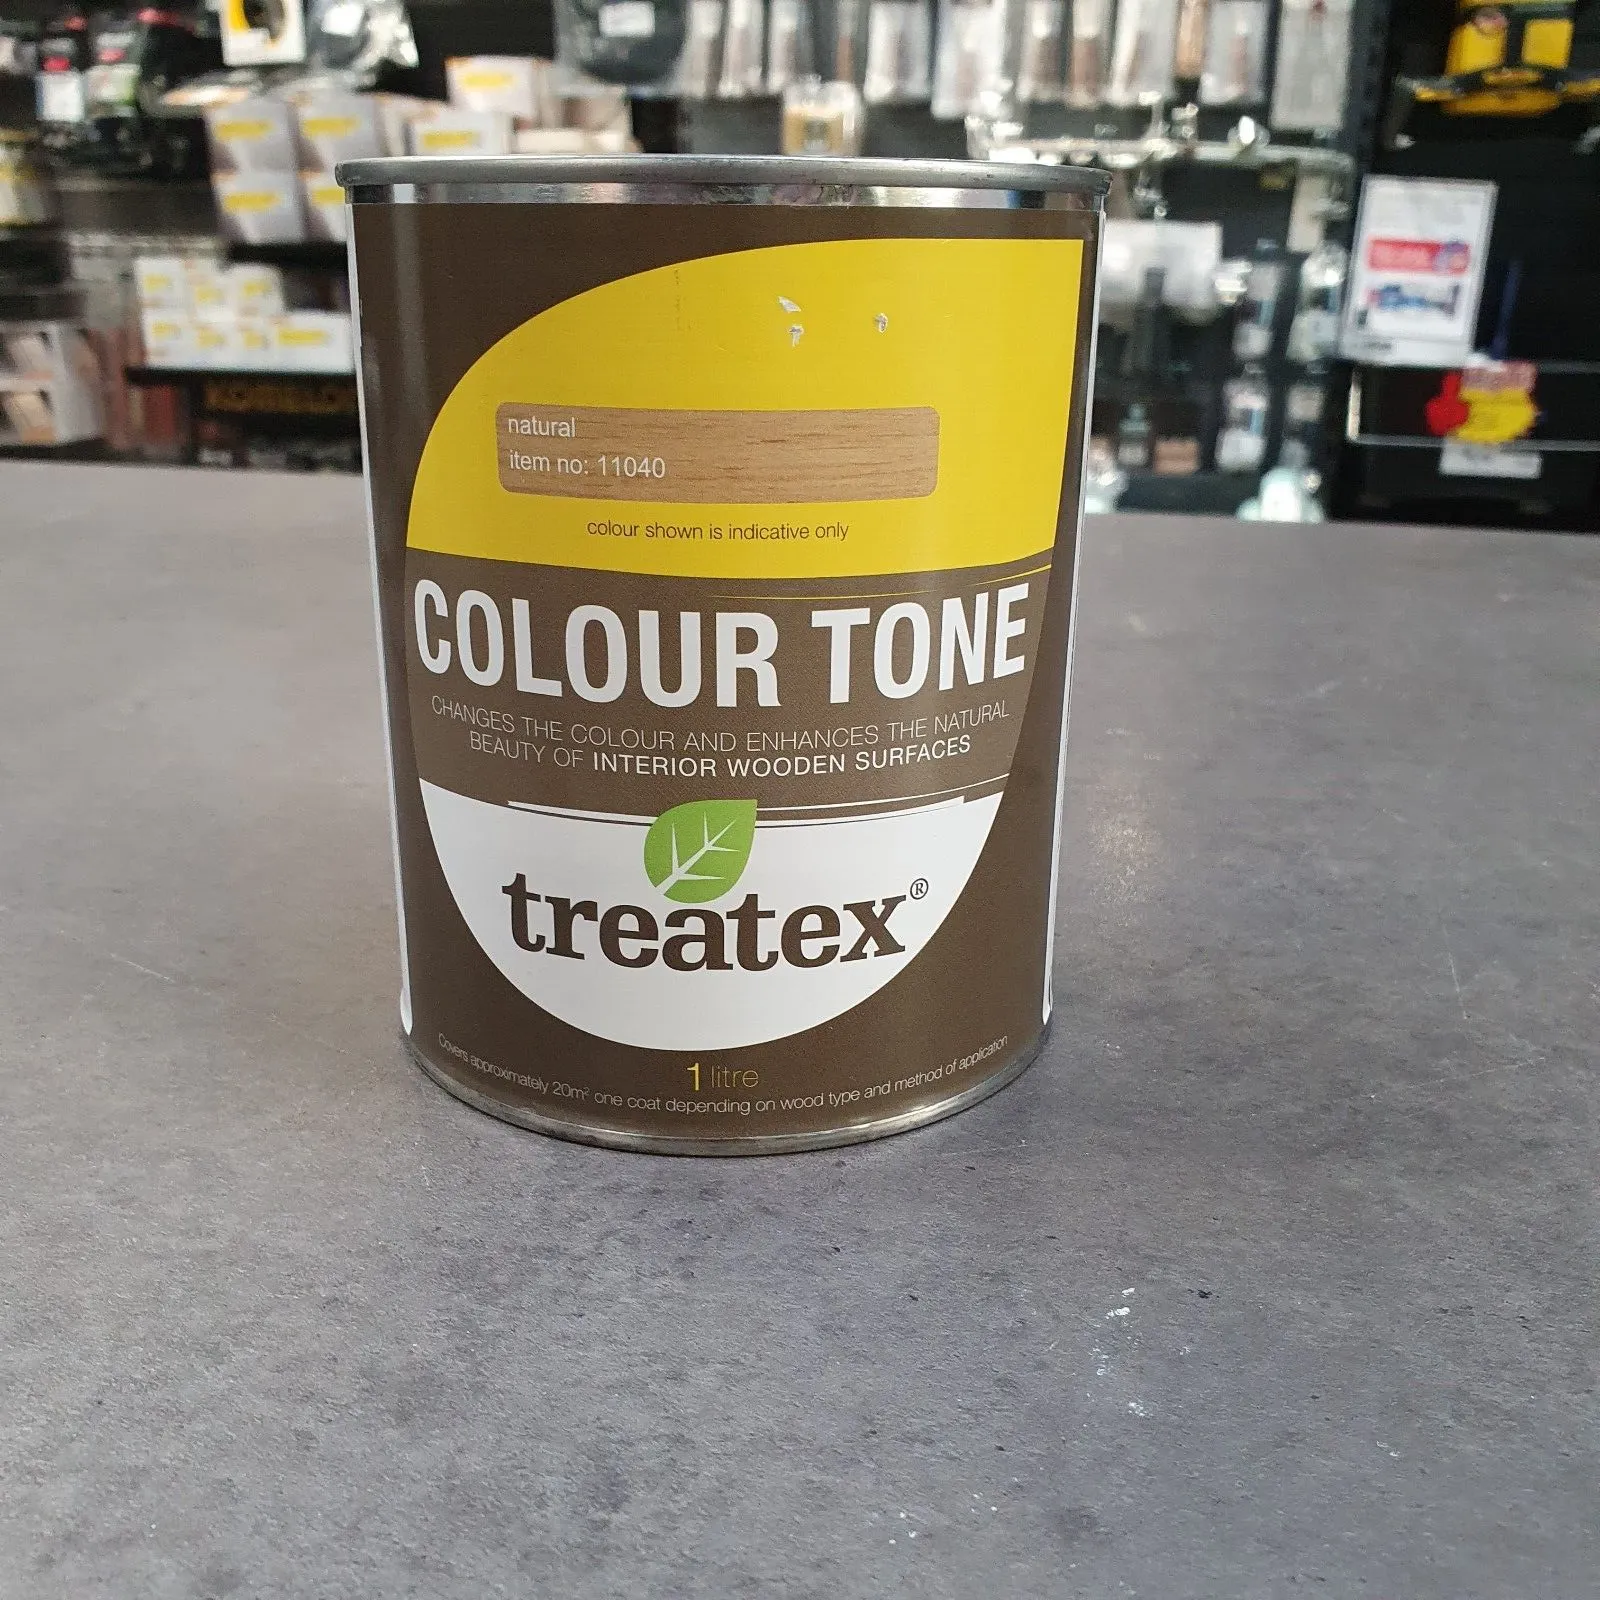 natural
item no: 11040
colour shown is indicative only
COLOUR TONE
CHANGES THE COLOUR AND ENHANCES THE NATURAL
BEAUTY OF INTERIOR WOODEN SURFACES
treatex®
1 litre
Covers approximately 20m² one coat depending on wood type and method of application